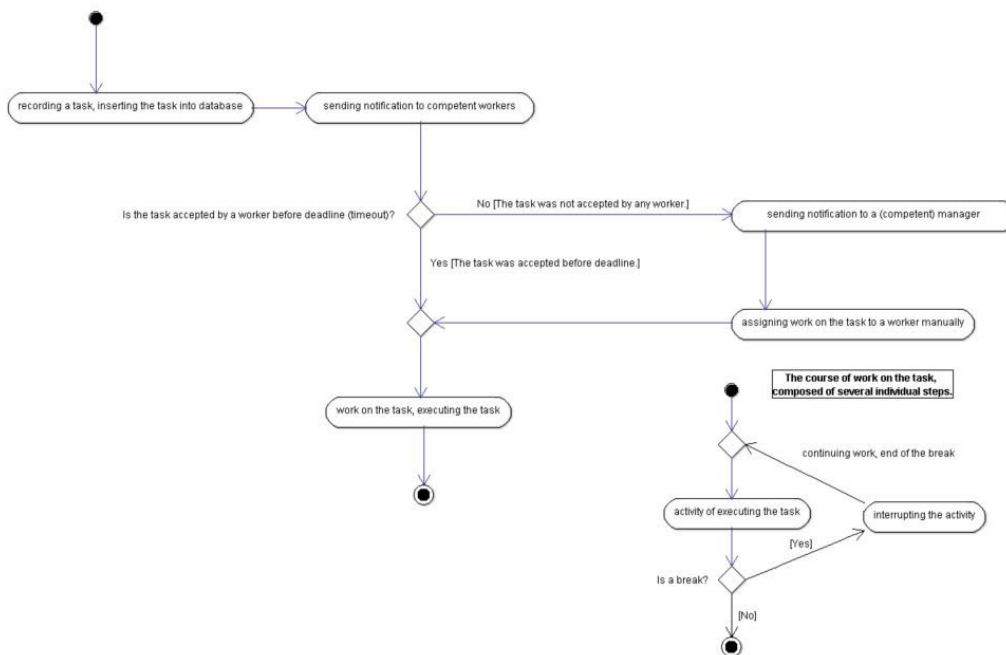 recording a task, inserting the task into database
sending notification to competent workers
Is the task accepted by a worker before deadline (timeout)?
No [The task was not accepted by any worker.]
sending notification to a (competent) manager
Yes [The task was accepted before deadline.]
assigning work on the task to a worker manually
The course of work on the task,
composed of several individual steps.
work on the task, executing the task
continuing work, end of the break
activity of executing the task
interrupting the activity
[Yes]
Is a break?
[No]